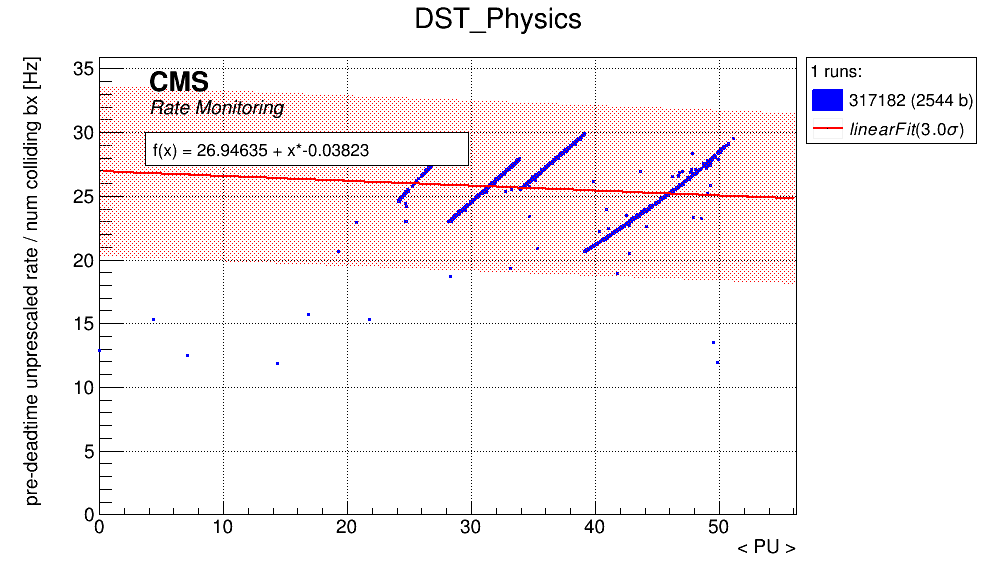 DST_Physics
pre-deadtime unprescaled rate / num colliding bx [Hz]
35
30
25
20
15
10
5
0
CMS
Rate Monitoring
f(x) = 26.94635 + x*-0.03823
0 10 20 30 40 50
< PU >
1 runs:
317182 (2544 b)
linearFit(3.0σ)